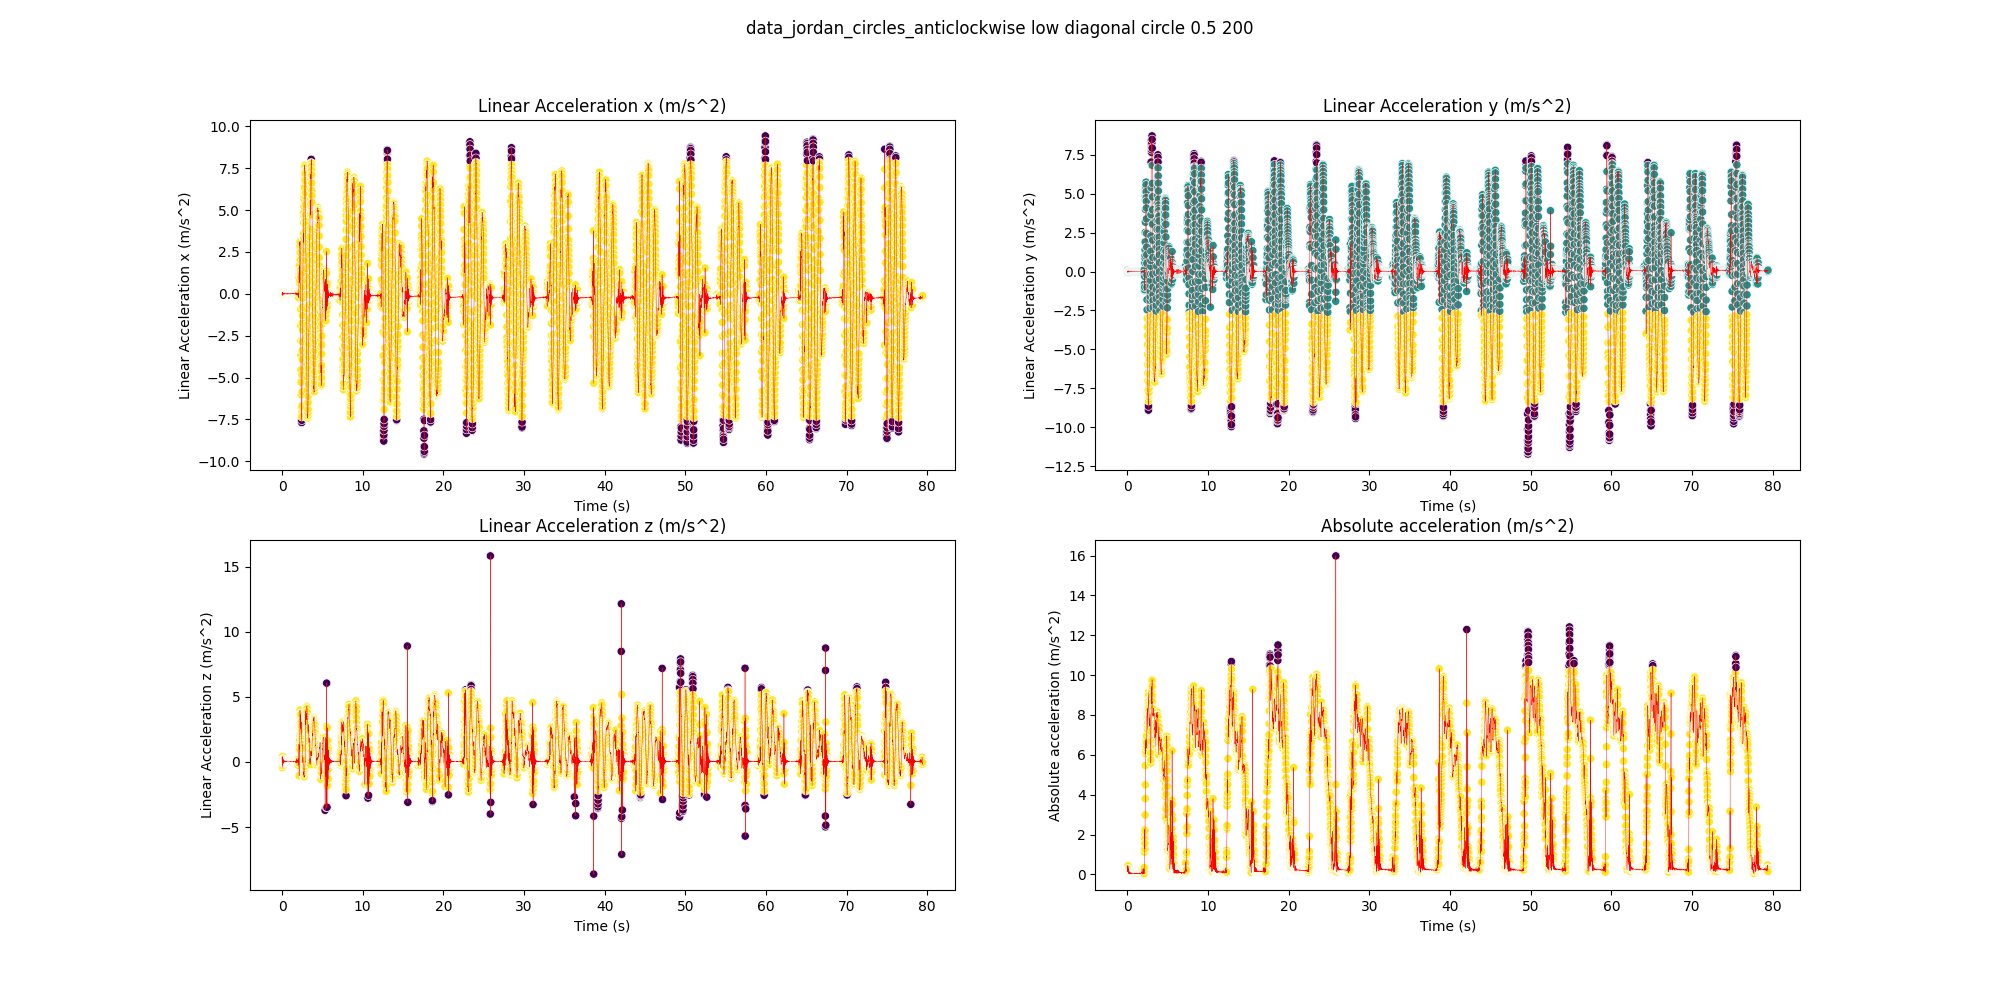 data_jordan_circles_anticlockwise low diagonal circle 0.5 200
Linear Acceleration x (m/s^2)
Linear Acceleration x (m/s^2)
10.0
7.5
5.0
2.5
0.0
−2.5
−5.0
−7.5
−10.0
0 10 20 30 40 50 60 70 80
Time (s)
Linear Acceleration y (m/s^2)
Linear Acceleration y (m/s^2)
7.5
5.0
2.5
0.0
−2.5
−5.0
−7.5
−10.0
−12.5
0 10 20 30 40 50 60 70 80
Time (s)
Linear Acceleration z (m/s^2)
Linear Acceleration z (m/s^2)
15
10
5
0
−5
0 10 20 30 40 50 60 70 80
Time (s)
Absolute acceleration (m/s^2)
Absolute acceleration (m/s^2)
16
14
12
10
8
6
4
2
0
0 10 20 30 40 50 60 70 80
Time (s)